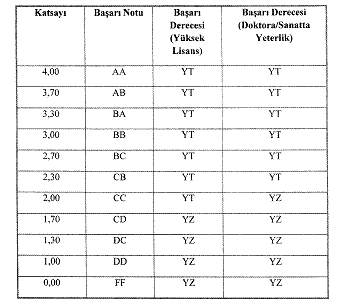 Katsayı Başarı Notu Başarı Derecesi (Yüksek Lisans) Başarı Derecesi (Doktora/Sanatta Yeterlik)
4,00 AA YT YT
3,70 AB YT YT
3,30 BA YT YT
3,00 BB YT YT
2,70 BC YT YT
2,30 CB YT YT
2,00 CC YT YZ
1,70 CD YZ YZ
1,30 DC YZ YZ
1,00 DD YZ YZ
0,00 FF YZ YZ